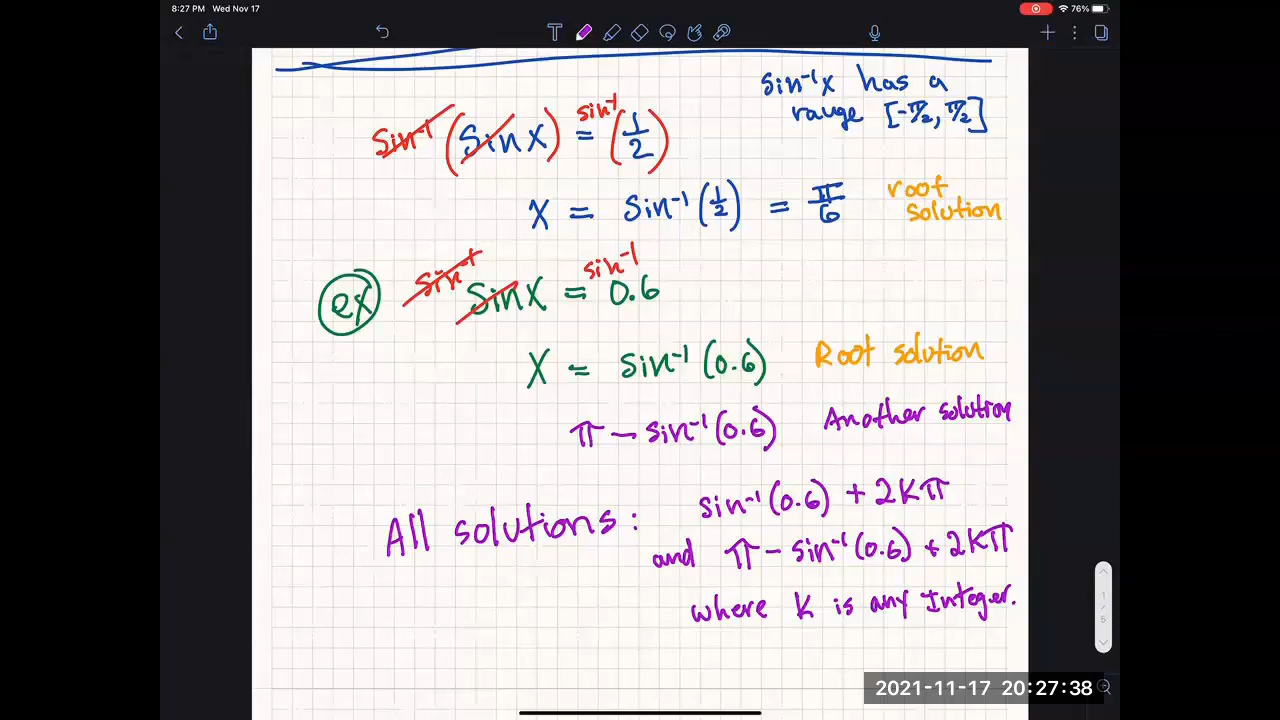 8:27 PM Wed Nov 17
76%
sin⁻¹x has a
range [-π/2, π/2]
sin⁻¹ (sin x) = sin⁻¹ (1/2)
x = sin⁻¹ (1/2) = π/6 root
solution
ex sin⁻¹ sin x = sin⁻¹ 0.6
x = sin⁻¹ (0.6) Root solution
π - sin⁻¹ (0.6) Another solution
All solutions: sin⁻¹ (0.6) + 2kπ
and π - sin⁻¹ (0.6) + 2kπ
where k is any Integer.
1 / 5
2021-11-17 20:27:38